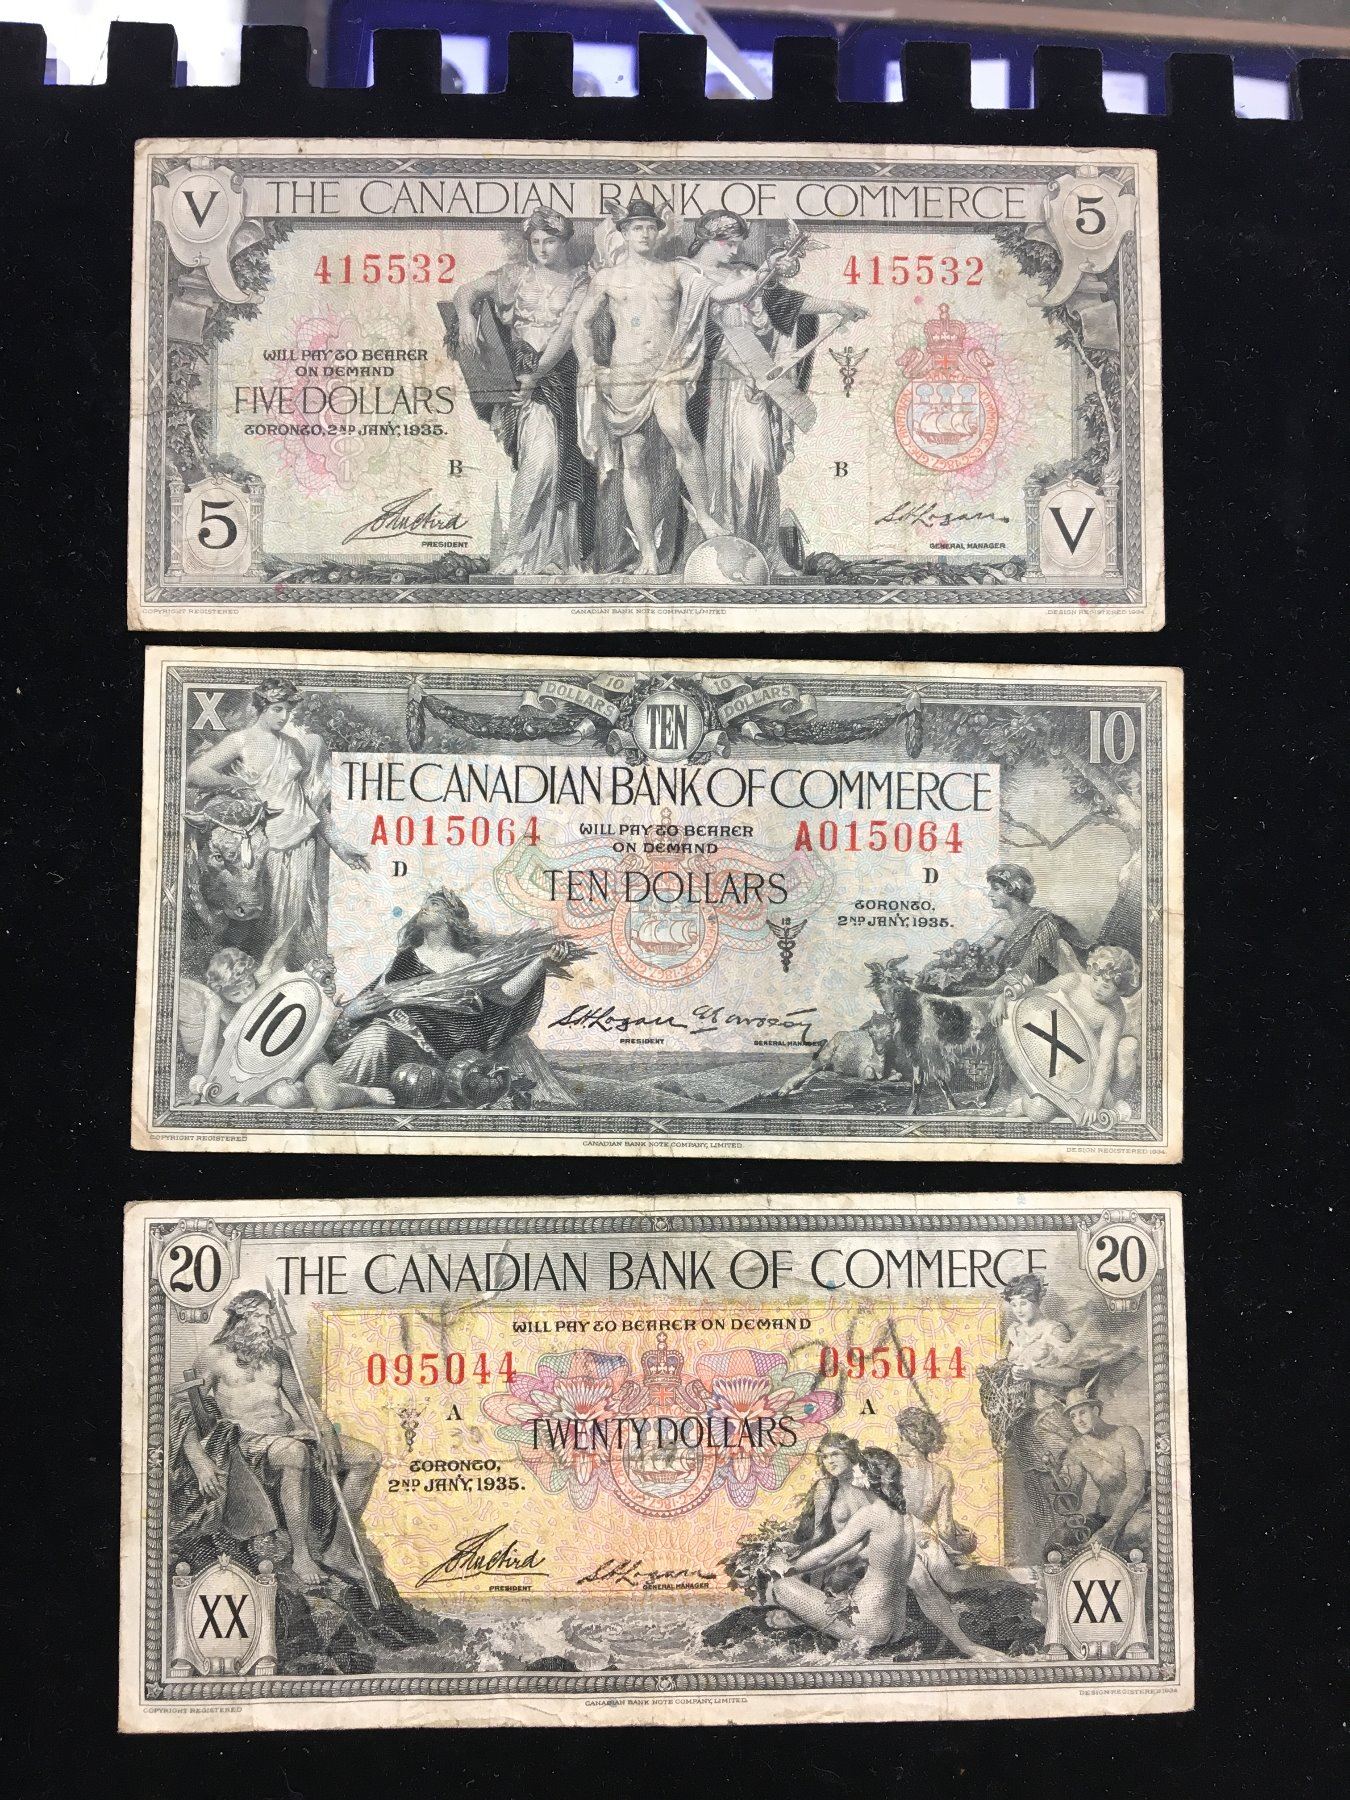 V THE CANADIAN BANK OF COMMERCE 5
415532 415532
WILL PAY TO BEARER
ON DEMAND
FIVE DOLLARS
TORONTO, 2ND JANY, 1935.
B B
5 V
PRESIDENT GENERAL MANAGER
COPYRIGHT REGISTERED CANADIAN BANK NOTE COMPANY, LIMITED DESIGN REGISTERED 1934
X DOLLARS 10 10 DOLLARS 10
TEN
THE CANADIAN BANK OF COMMERCE
A015064 WILL PAY TO BEARER A015064
ON DEMAND
D TEN DOLLARS D
TORONTO,
2ND JANY, 1935.
10 X
S.H. Logan
PRESIDENT GENERAL MANAGER
COPYRIGHT REGISTERED CANADIAN BANK NOTE COMPANY, LIMITED DESIGN REGISTERED 1934
20 THE CANADIAN BANK OF COMMERCE 20
WILL PAY TO BEARER ON DEMAND
095044 095044
A A
TWENTY DOLLARS
TORONTO,
2ND JANY, 1935.
PRESIDENT GENERAL MANAGER
XX XX
COPYRIGHT REGISTERED CANADIAN BANK NOTE COMPANY, LIMITED DESIGN REGISTERED 1934